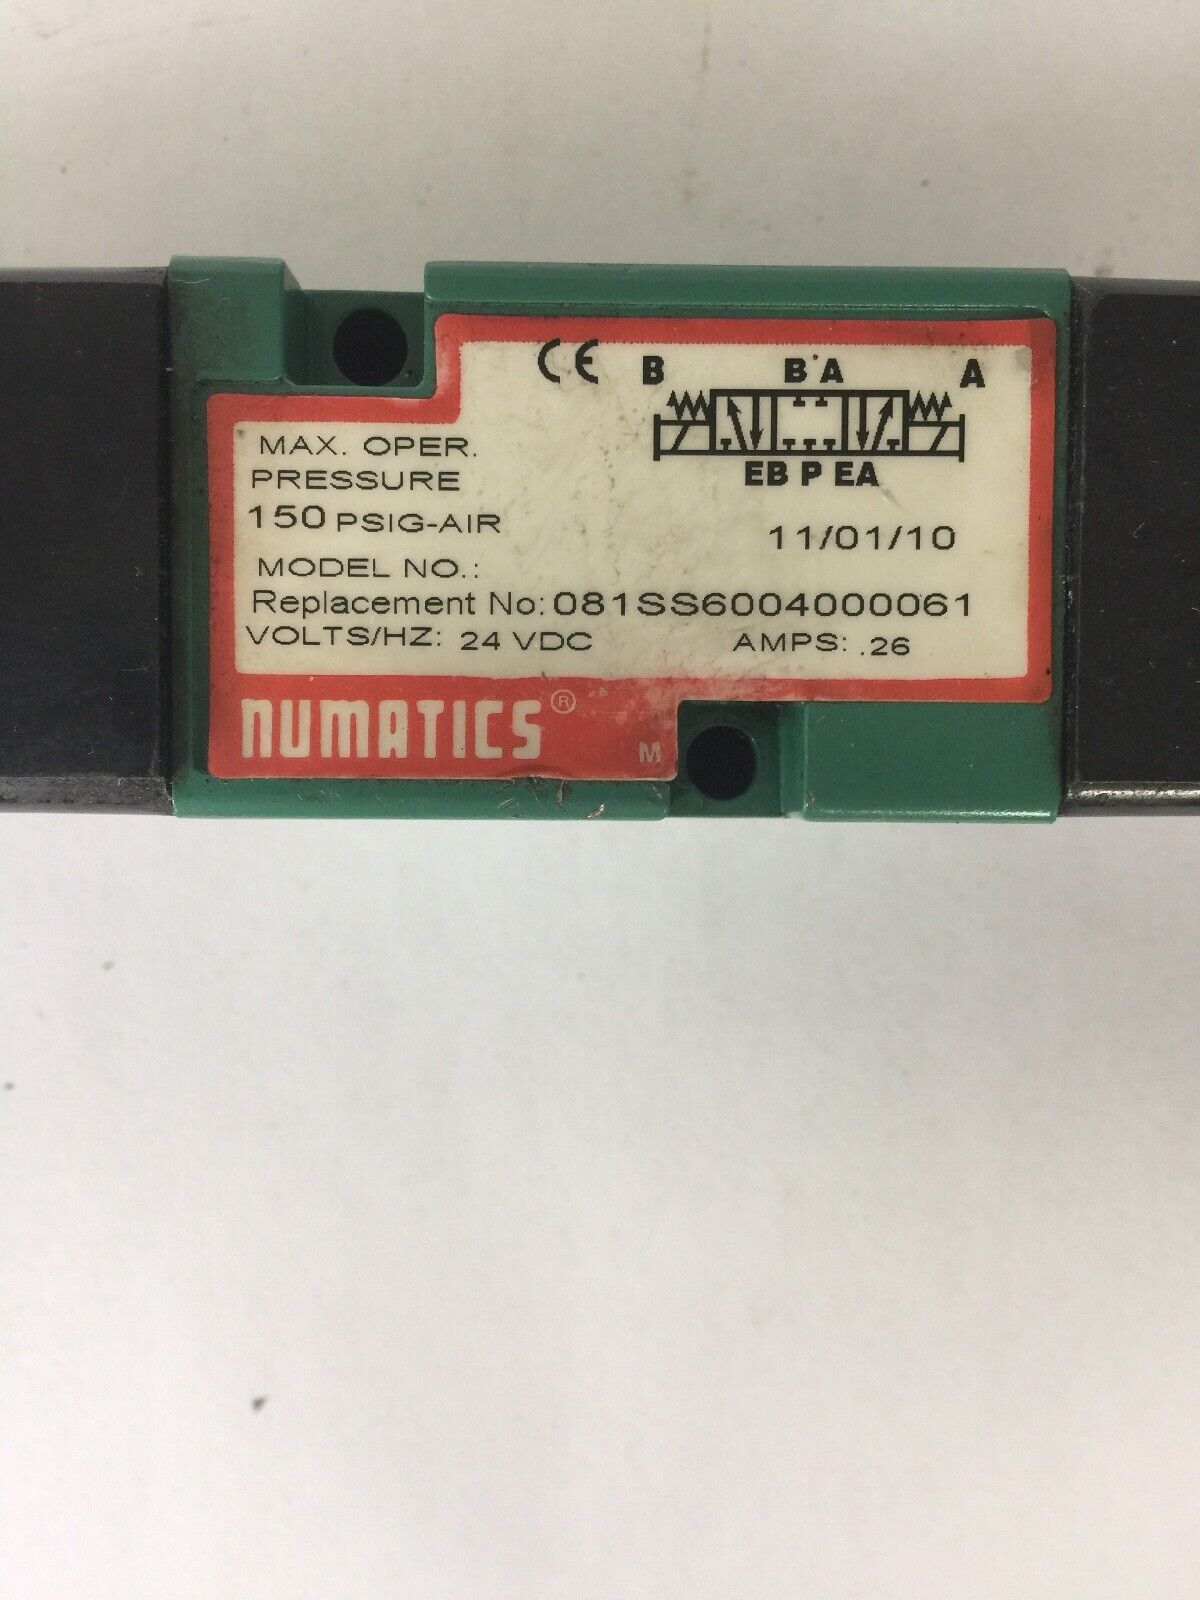 CE B B A A
EB P EA
MAX. OPER.
PRESSURE
150 PSIG-AIR
11/01/10
MODEL NO.:
Replacement No: 081SS6004000061
VOLTS/HZ: 24 VDC AMPS: .26
NUMATICS®
M